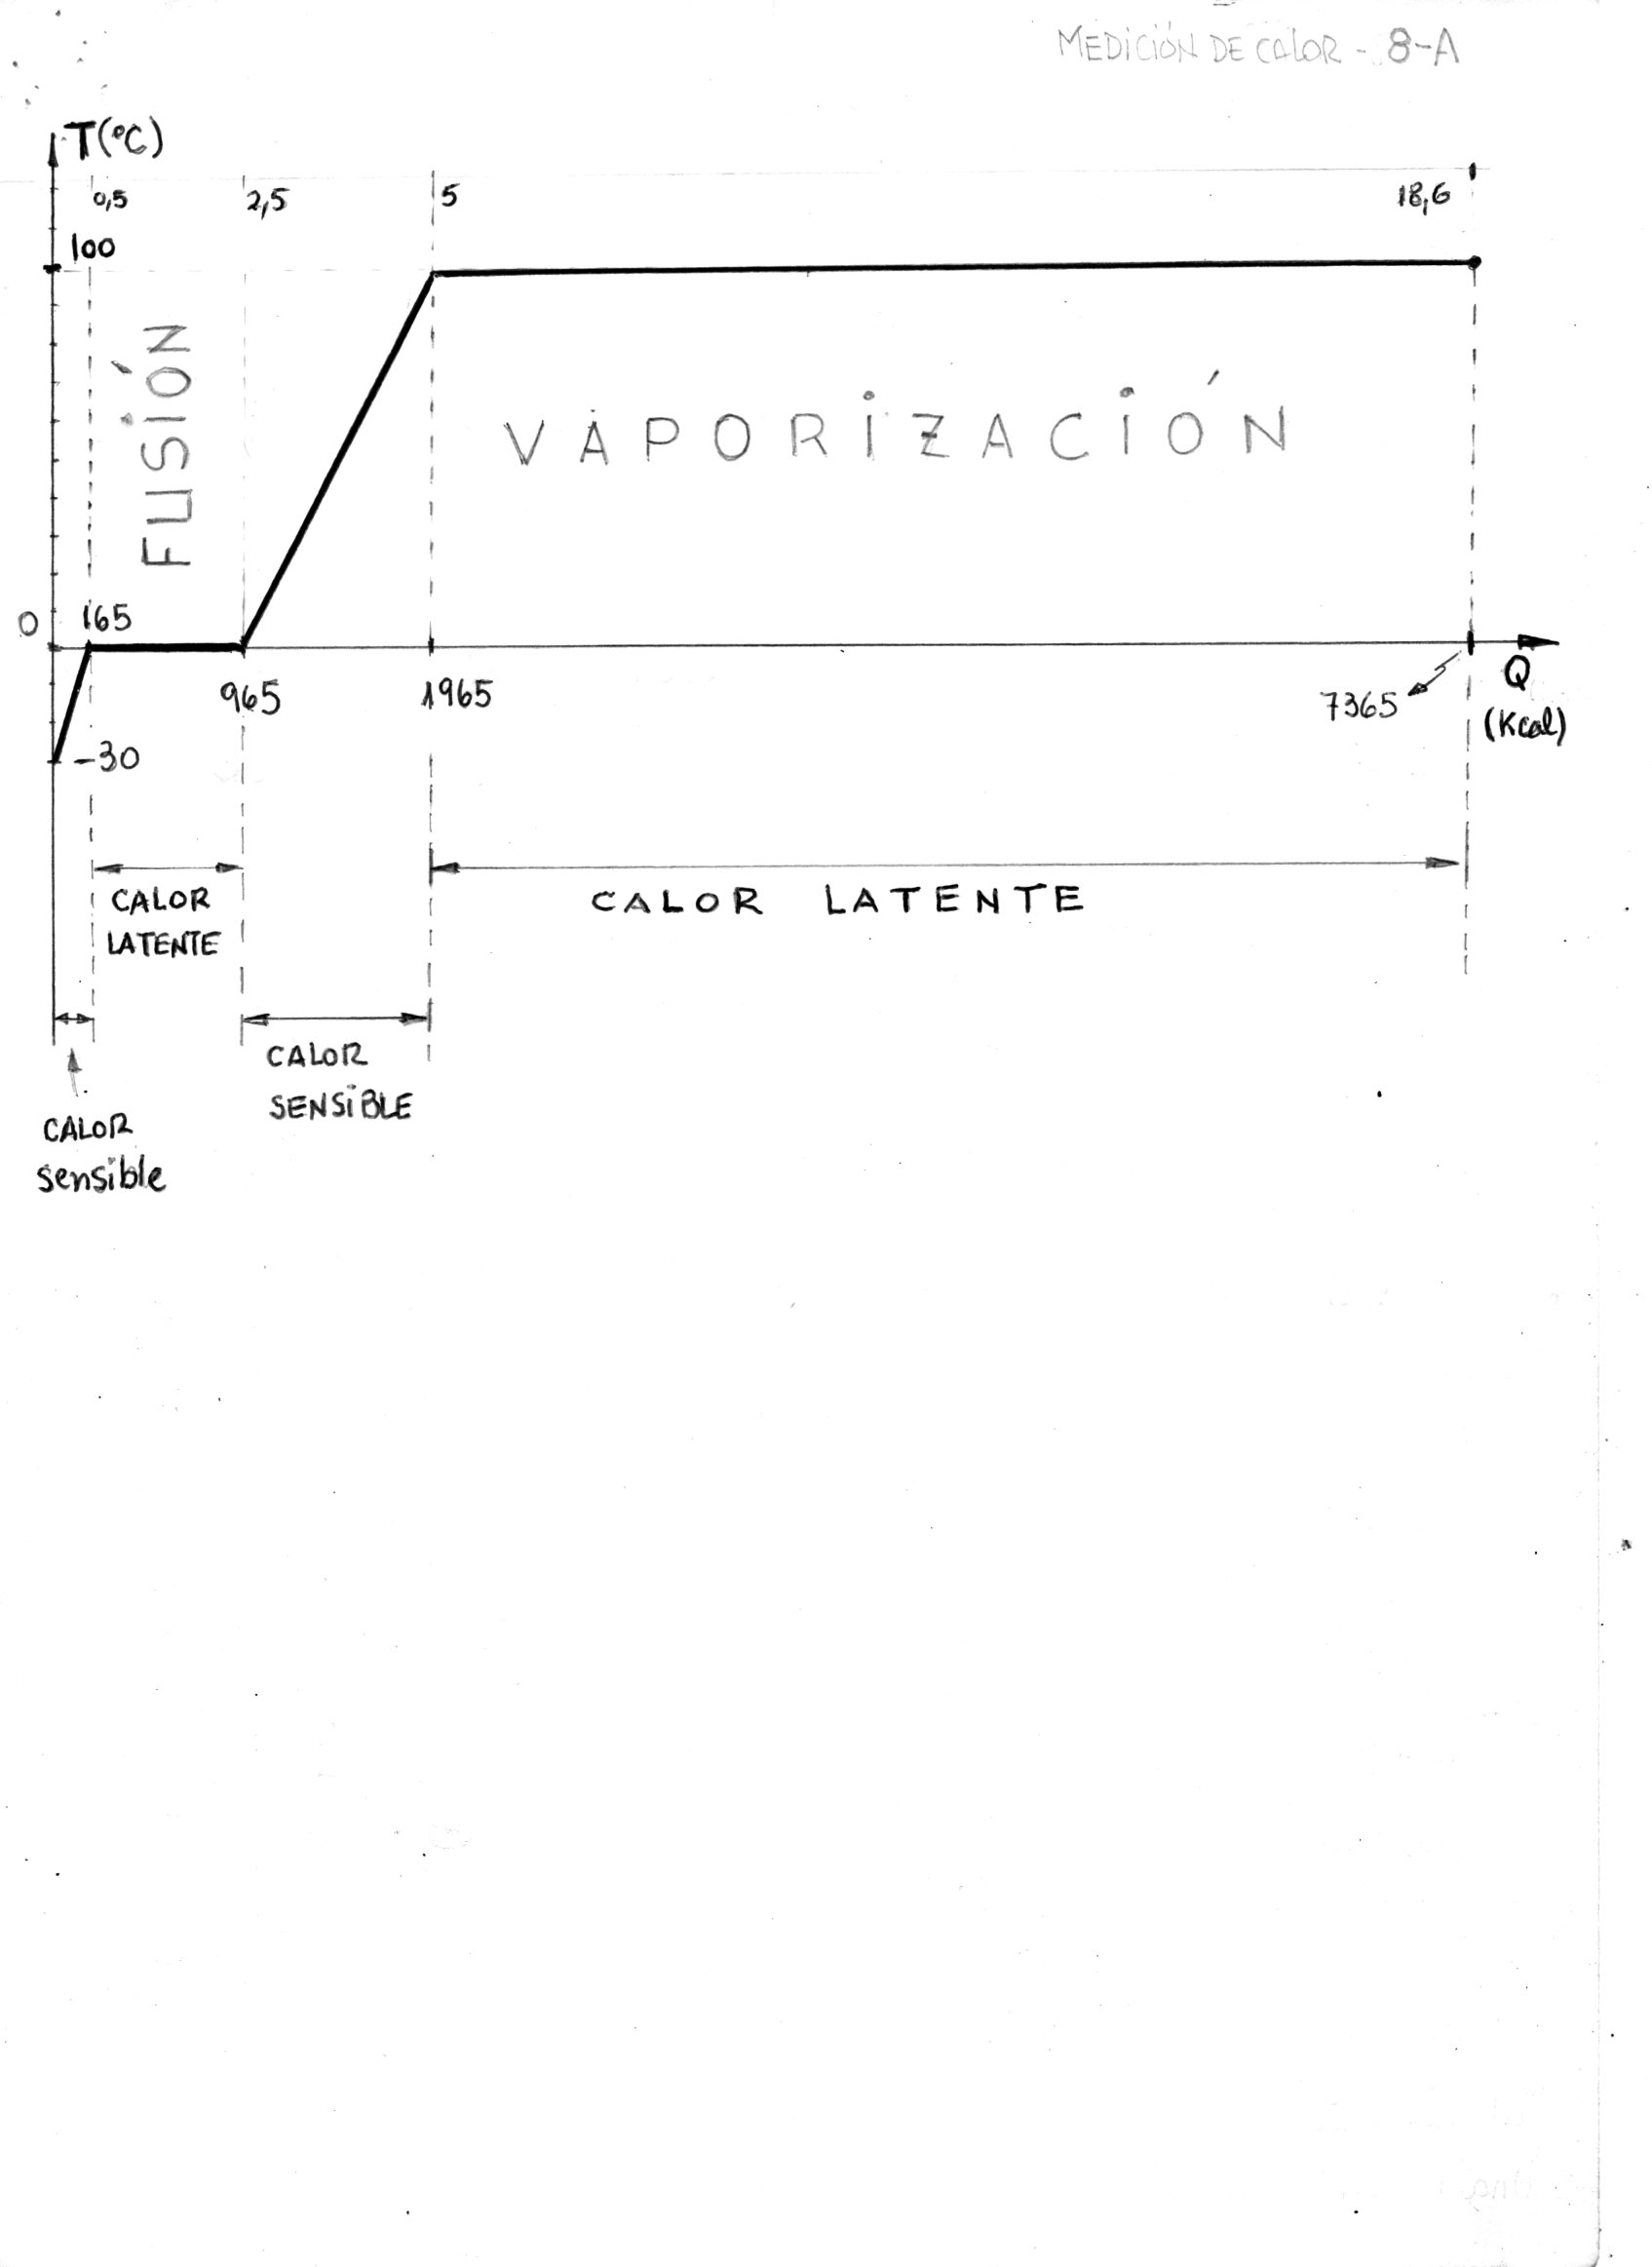 MEDICIÓN DE CALOR - 8-A
T(°C)
0,5
2,5
5
18,6
100
FUSIÓN
VAPORIZACIÓN
0
165
965
1965
7365
Q
(Kcal)
-30
CALOR
LATENTE
CALOR LATENTE
CALOR
SENSIBLE
CALOR
sensible